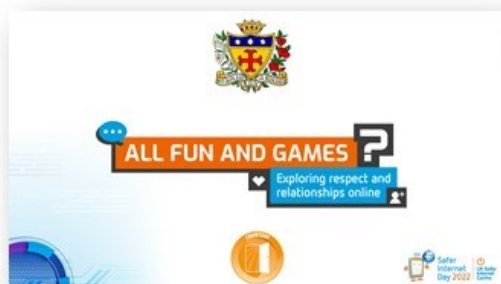 ALL FUN AND GAMES ?
Exploring respect and
relationships online
Safer
Internet
Day 2022
UK Safer
Internet
Centre